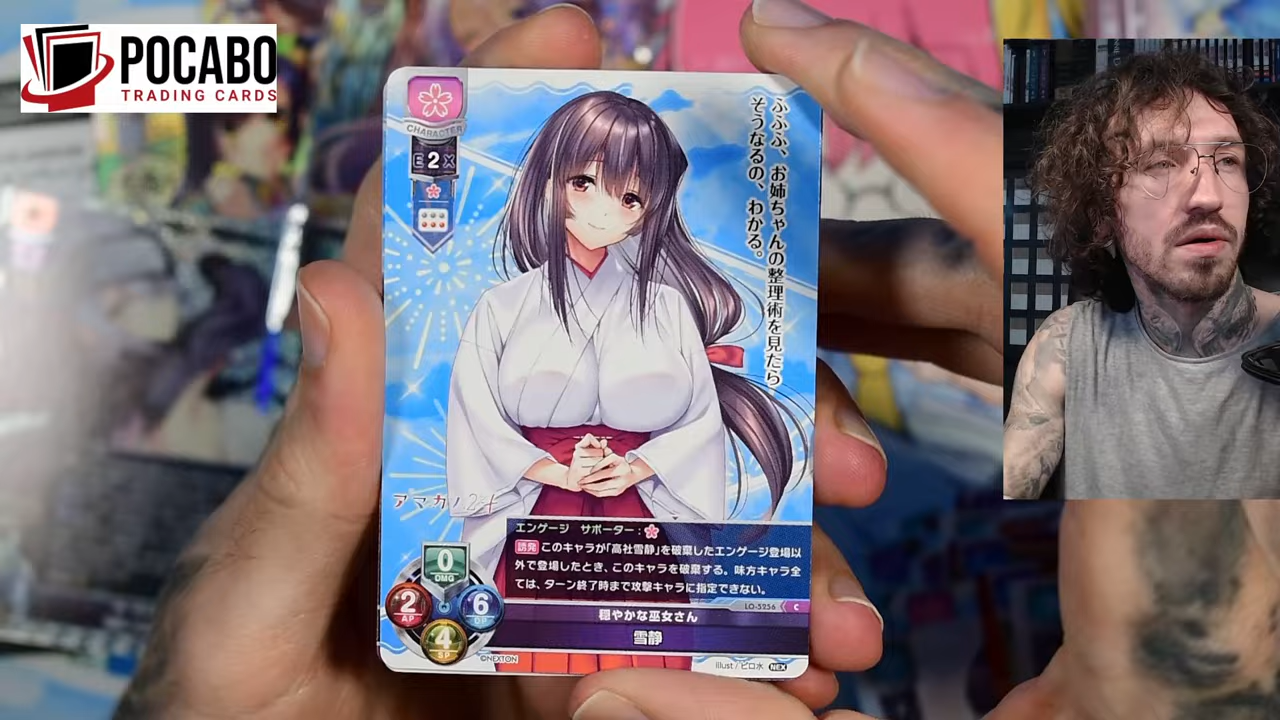 POCABO
TRADING CARDS
CHARACTER
E 2 X
ふふふ、お姉ちゃんの整理術を見たら
そうなるの、わかる。
アマカノ2+
エンゲージ サポーター：
誘発 このキャラが「高社雪静」を破棄したエンゲージ登場以
外で登場したとき、このキャラを破棄する。味方キャラ全
ては、ターン終了時まで攻撃キャラに指定できない。
LO-5256 C
穏やかな巫女さん
雪静
0
DMG
2
AP
6
DP
4
SP
©NEXTON
Illust / ピロ水 NEX